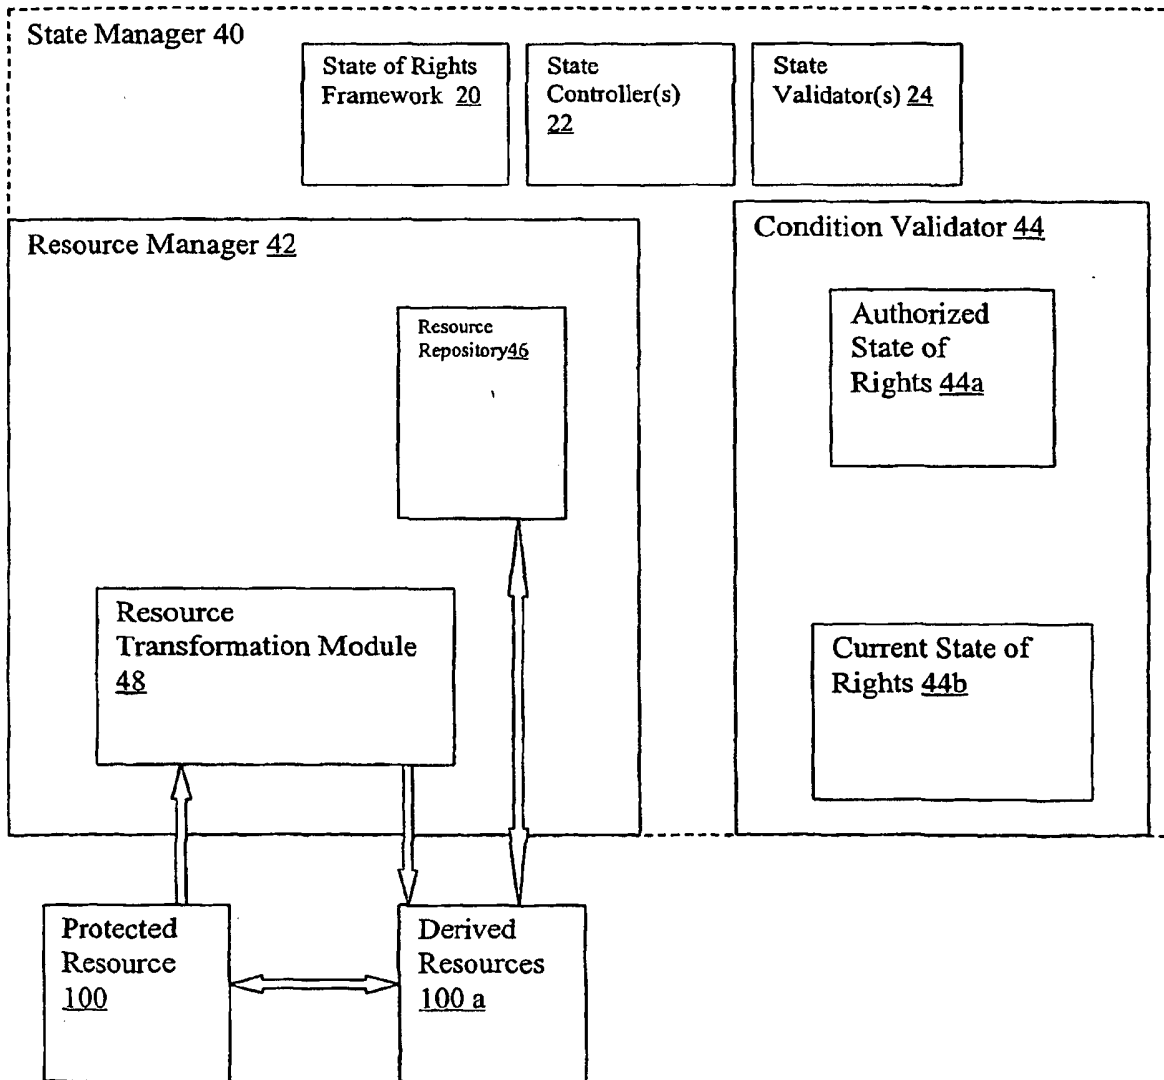 State Manager 40
State of Rights
Framework 20
State
Controller(s)
22
State
Validator(s) 24
Resource Manager 42
Condition Validator 44
Resource
Repository46
Authorized
State of
Rights 44a
Resource
Transformation Module
48
Current State of
Rights 44b
Protected
Resource
100
Derived
Resources
100 a